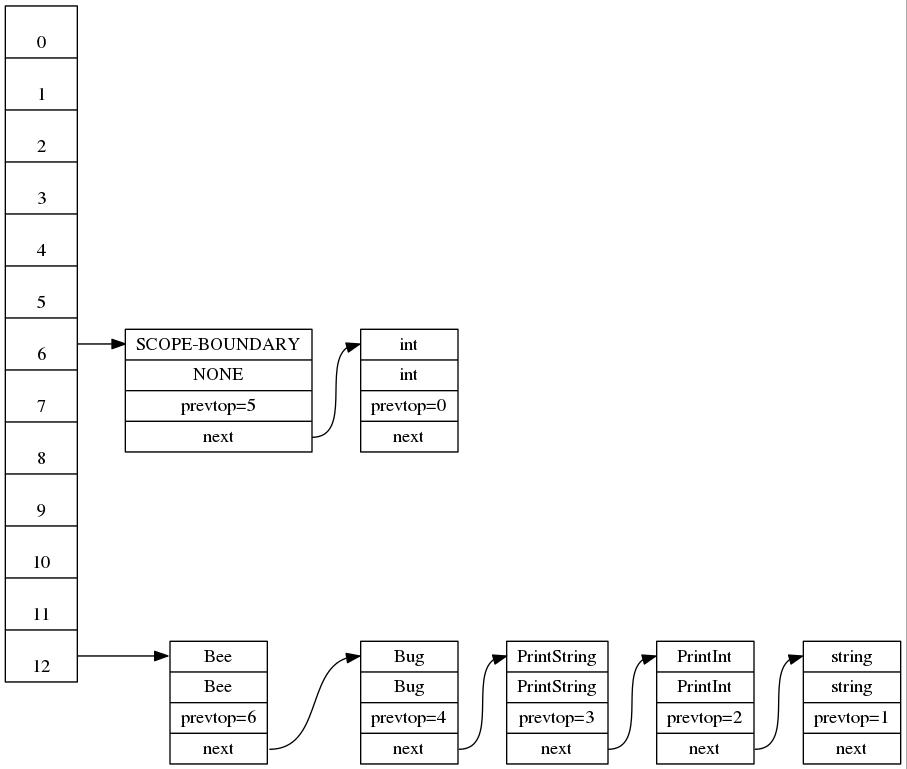 0
1
2
3
4
5
6
7
8
9
10
11
12
SCOPE-BOUNDARY
NONE
prevtop=5
next
int
int
prevtop=0
next
Bee
Bee
prevtop=6
next
Bug
Bug
prevtop=4
next
PrintString
PrintString
prevtop=3
next
PrintInt
PrintInt
prevtop=2
next
string
string
prevtop=1
next